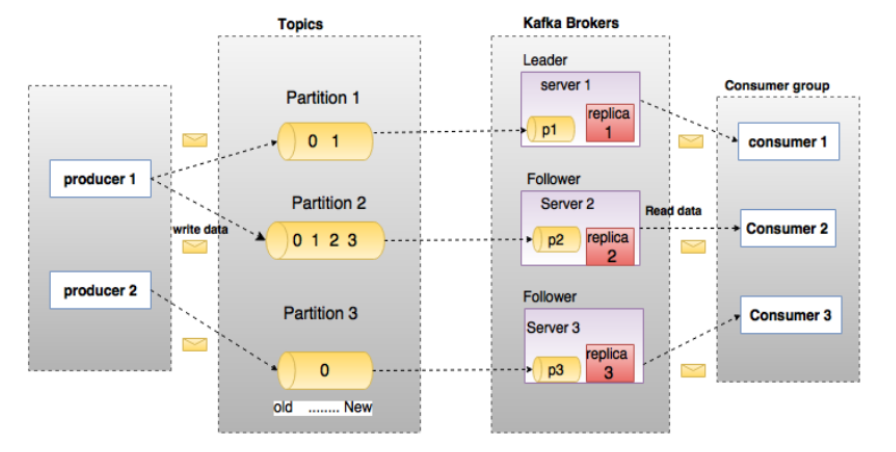 Topics
Kafka Brokers
Consumer group
producer 1
producer 2
write data
Partition 1
0 1
Partition 2
0 1 2 3
Partition 3
0
old ........ New
Leader
server 1
p1
replica
1
Follower
Server 2
p2
replica
2
Follower
Server 3
p3
replica
3
Read data
consumer 1
Consumer 2
Consumer 3